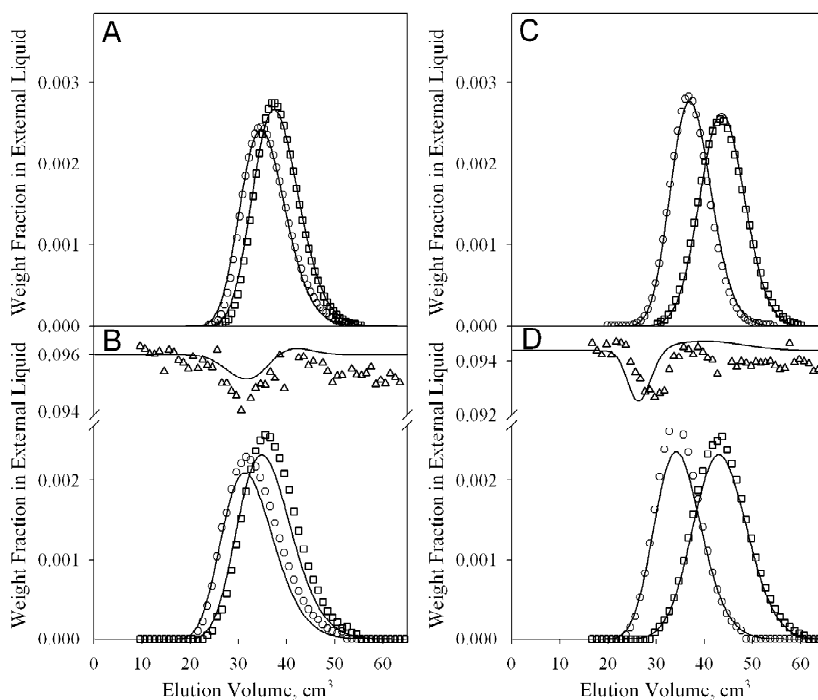 A
C
Weight Fraction in External Liquid
0.003
0.002
0.001
0.000
Weight Fraction in External Liquid
0.003
0.002
0.001
0.000
B
D
Weight Fraction in External Liquid
0.096
0.094
0.002
0.001
0.000
Weight Fraction in External Liquid
0.094
0.092
0.002
0.001
0.000
0 10 20 30 40 50 60
0 10 20 30 40 50 60
Elution Volume, cm³
Elution Volume, cm³